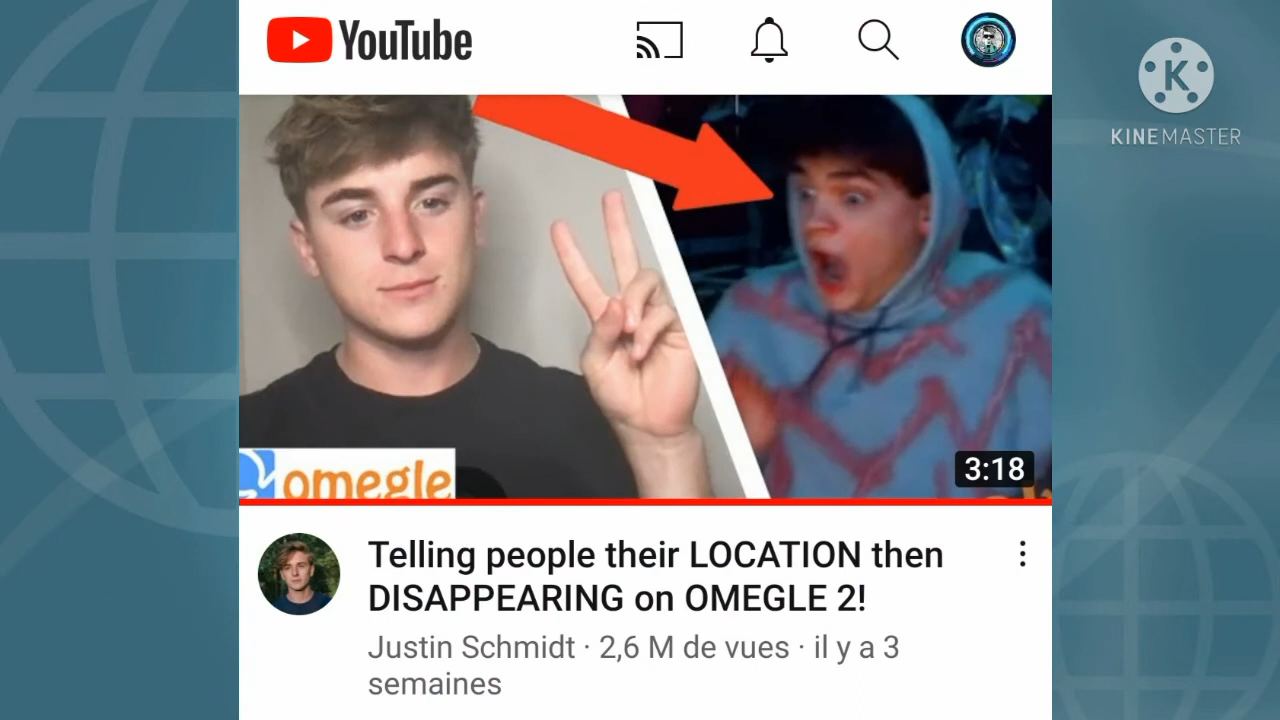 YouTube
K
KINEMASTER
omegle
3:18
Telling people their LOCATION then
DISAPPEARING on OMEGLE 2!
Justin Schmidt · 2,6 M de vues · il y a 3
semaines